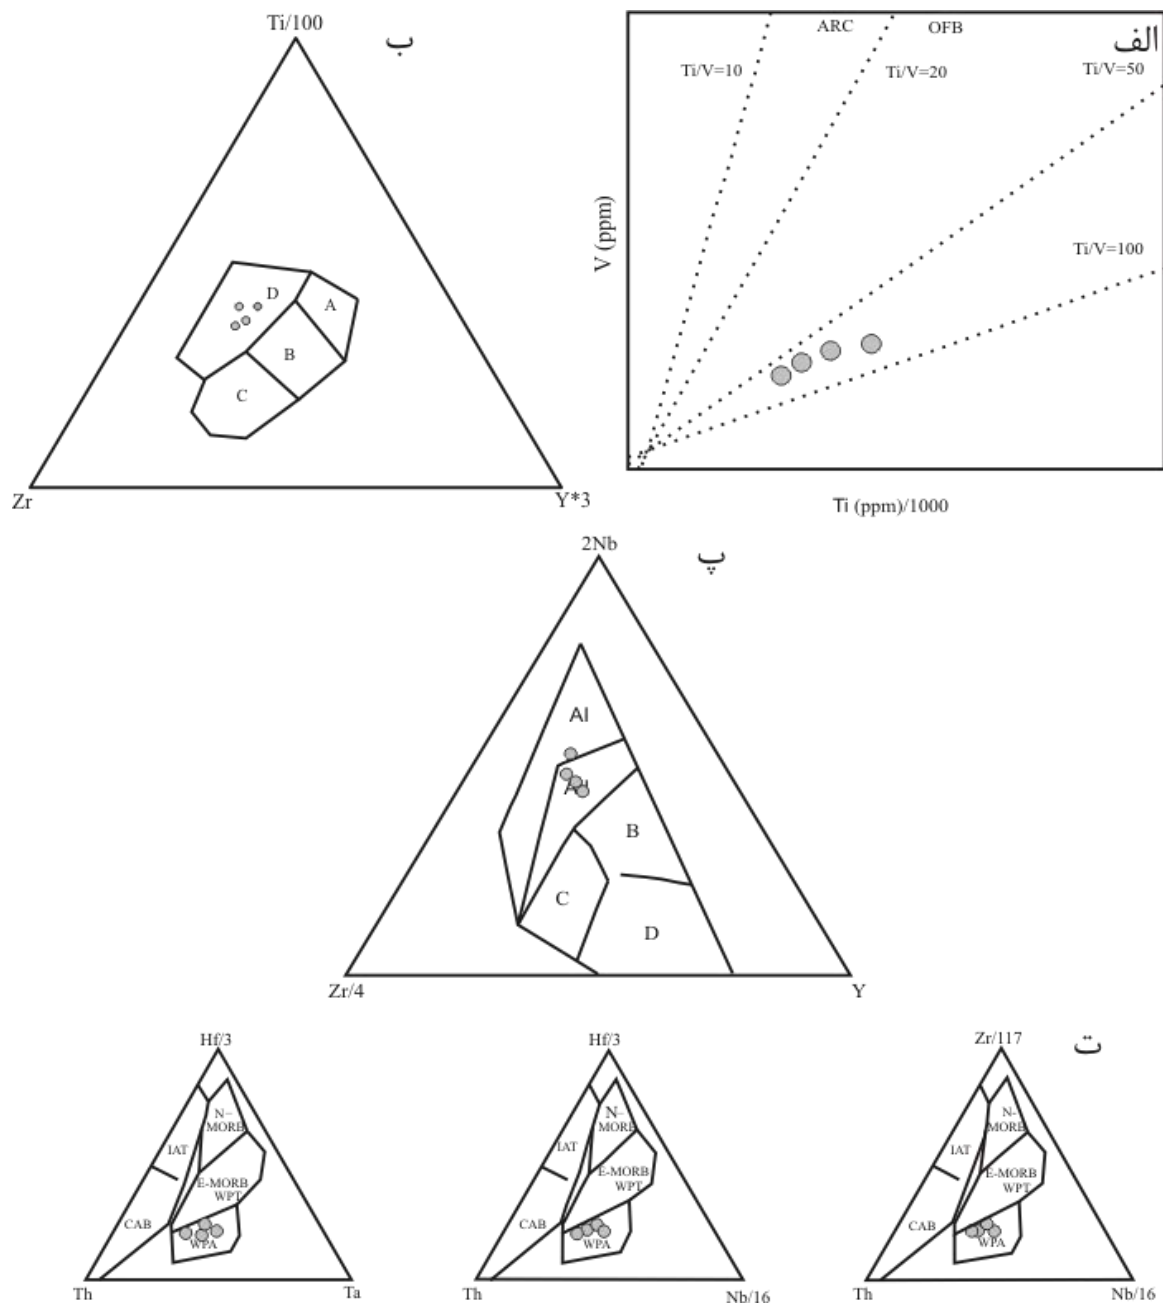 ب
Ti/100
D
A
B
C
Zr
Y*3
الف
ARC
OFB
Ti/V=10
Ti/V=20
Ti/V=50
Ti/V=100
V (ppm)
Ti (ppm)/1000
پ
2Nb
AI
AII
B
C
D
Zr/4
Y
ت
Hf/3
N-
MORB
IAT
E-MORB
WPT
CAB
WPA
Th
Ta
Hf/3
N-
MORB
IAT
E-MORB
WPT
CAB
WPA
Th
Nb/16
Zr/117
N-
MORB
IAT
E-MORB
WPT
CAB
WPA
Th
Nb/16